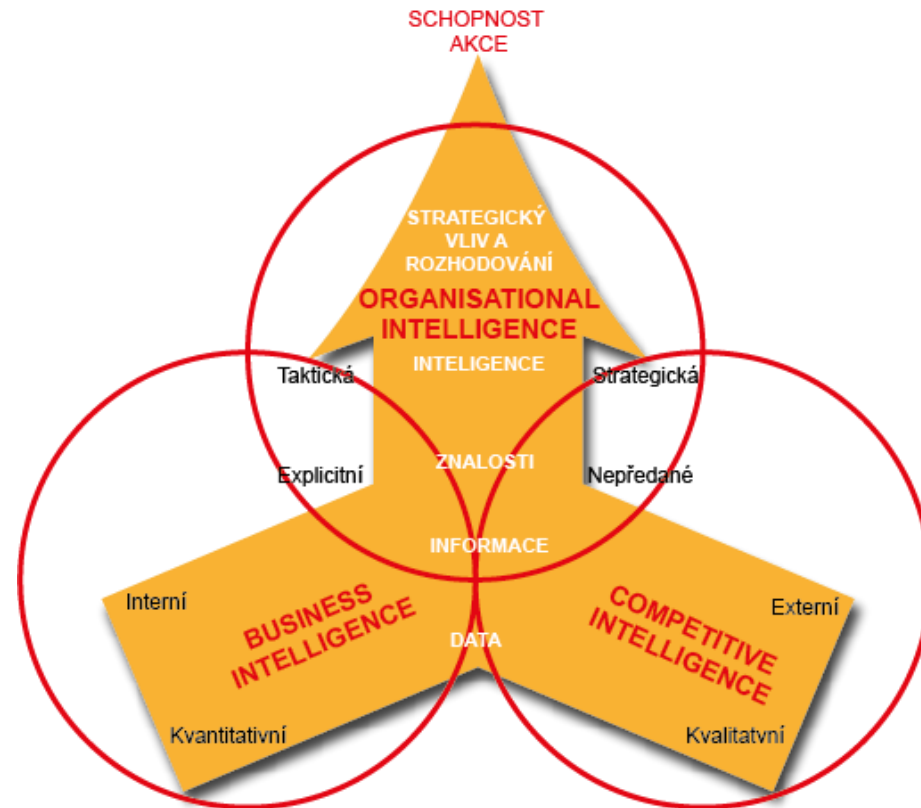 SCHOPNOST
AKCE
STRATEGICKÝ
VLIV A
ROZHODOVÁNÍ
ORGANISATIONAL
INTELLIGENCE
INTELIGENCE
Taktická
Strategická
ZNALOSTI
Explicitní
Nepředané
INFORMACE
Interní
BUSINESS
INTELLIGENCE
DATA
COMPETITIVE
INTELLIGENCE
Externí
Kvantitativní
Kvalitatvní